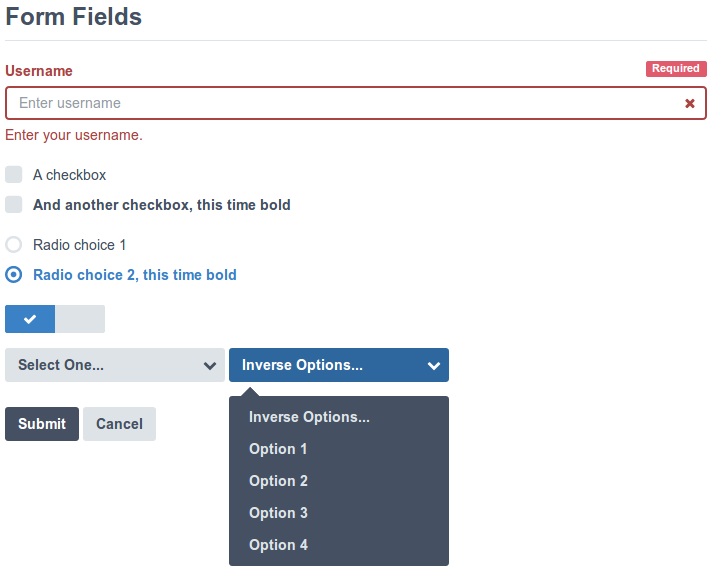 Form Fields
Username
Required
Enter username
Enter your username.
A checkbox
And another checkbox, this time bold
Radio choice 1
Radio choice 2, this time bold
Select One...
Inverse Options...
Submit
Cancel
Inverse Options...
Option 1
Option 2
Option 3
Option 4